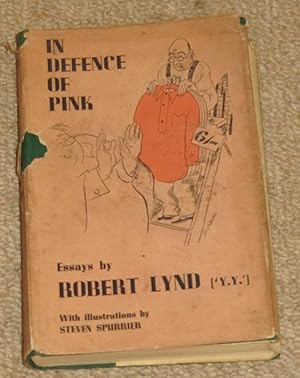 IN
DEFENCE
OF
PINK
6/-
Essays by
ROBERT LYND ['Y.Y.']
With illustrations by
STEVEN SPURRIER